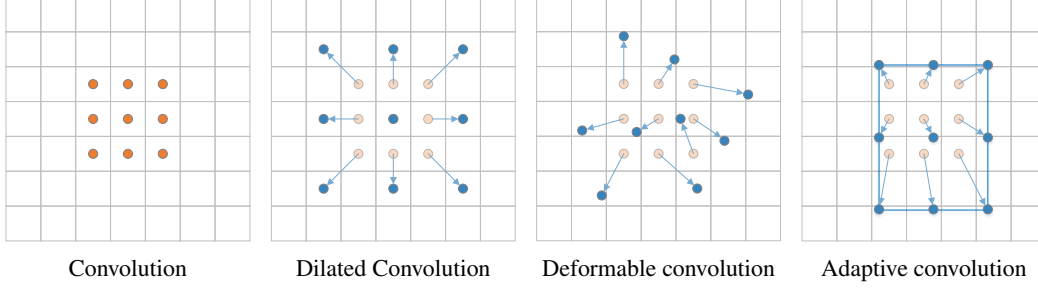 Convolution
Dilated Convolution
Deformable convolution
Adaptive convolution